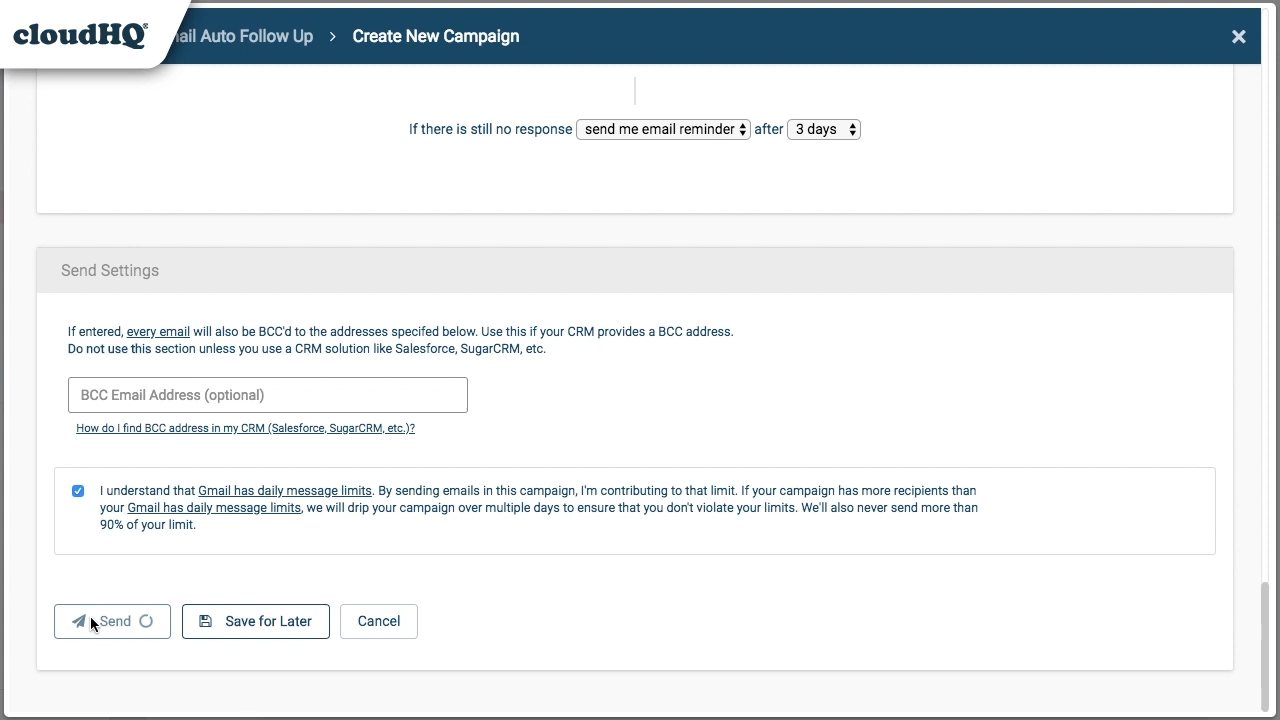 cloudHQ®
ail Auto Follow Up > Create New Campaign ×
If there is still no response send me email reminder after 3 days
Send Settings
If entered, every email will also be BCC'd to the addresses specifed below. Use this if your CRM provides a BCC address.
Do not use this section unless you use a CRM solution like Salesforce, SugarCRM, etc.
BCC Email Address (optional)
How do I find BCC address in my CRM (Salesforce, SugarCRM, etc.)?
I understand that Gmail has daily message limits. By sending emails in this campaign, I'm contributing to that limit. If your campaign has more recipients than
your Gmail has daily message limits, we will drip your campaign over multiple days to ensure that you don't violate your limits. We'll also never send more than
90% of your limit.
Send Save for Later Cancel